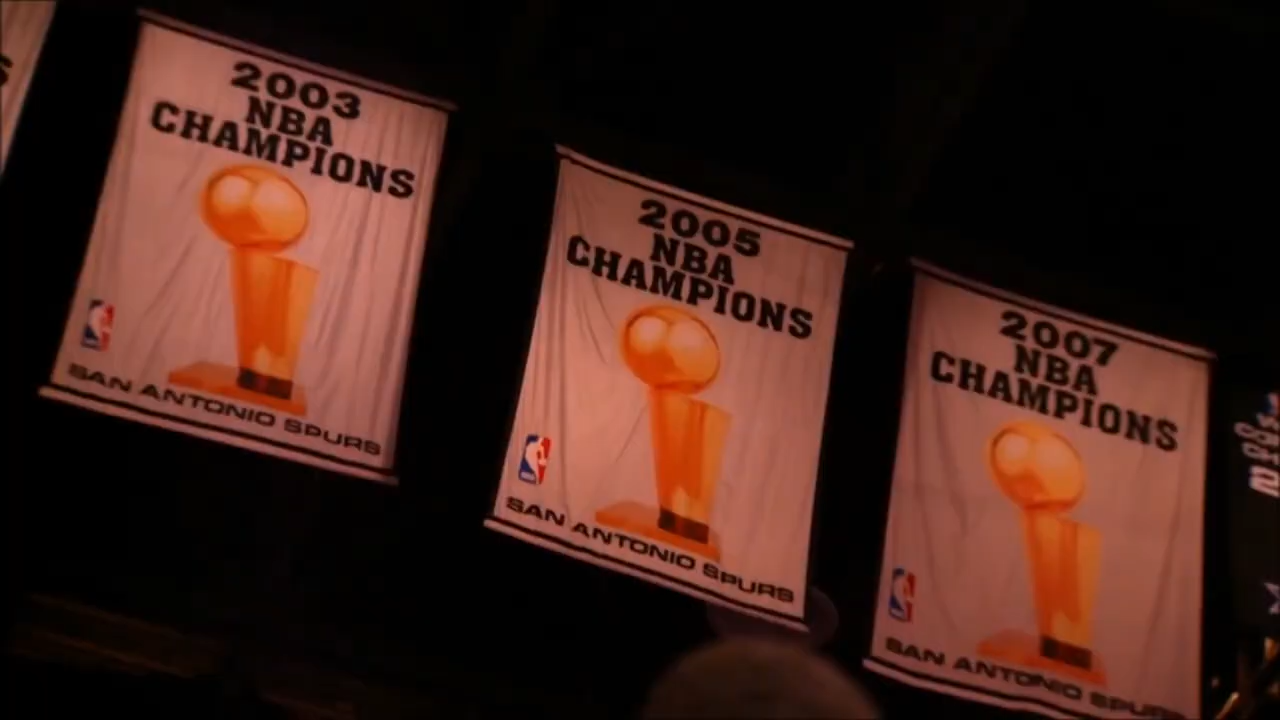 2003
NBA
CHAMPIONS
SAN ANTONIO SPURS
2005
NBA
CHAMPIONS
SAN ANTONIO SPURS
2007
NBA
CHAMPIONS
SAN ANTONIO SPURS